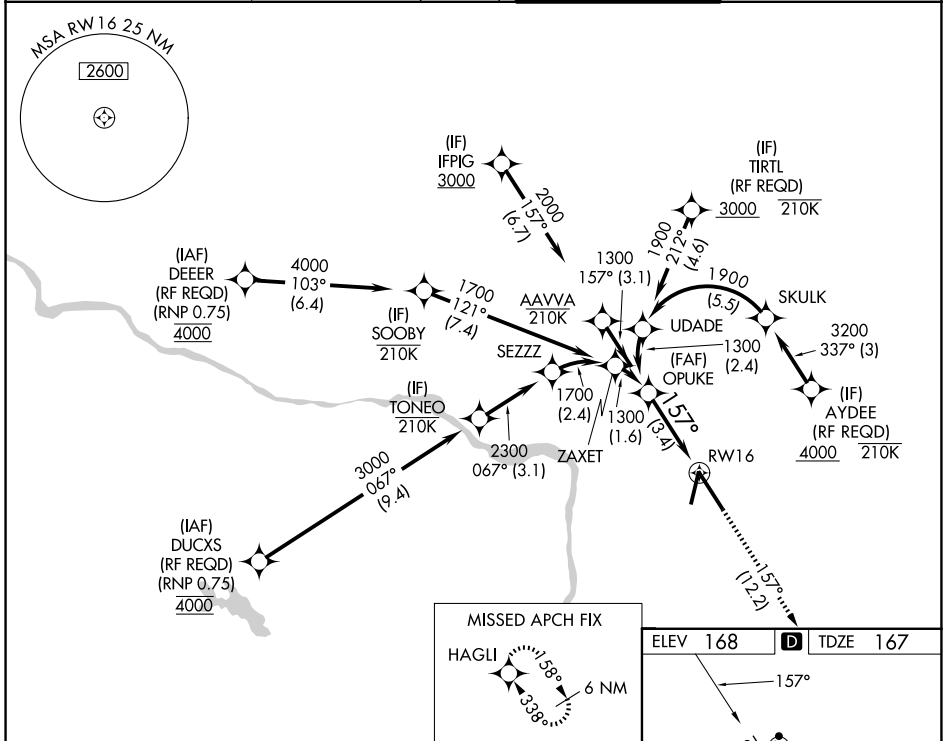 MSA RW16 25 NM
2600
(IF)
IFPIG
3000
2000
157°
(6.7)
(IF)
TIRTL
(RF REQD)
3000 210K
1900
212°
(4.6)
(IAF)
DEEER
(RF REQD)
(RNP 0.75)
4000
4000
103°
(6.4)
(IF)
SOOBY
210K
1700
121°
(7.4)
1300
157° (3.1)
AAVVA
210K
1900
(5.5)
SKULK
UDADE
3200
337° (3)
1300
(2.4)
(IF)
AYDEE
(RF REQD)
4000 210K
SEZZZ
(FAF)
OPUKE
(IF)
TONEO
210K
1700
(2.4)
ZAXET
1300
(1.6)
157°
(3.4)
2300
067° (3.1)
RW16
3000
067°
(9.4)
(IAF)
DUCXS
(RF REQD)
(RNP 0.75)
4000
157°
(12.2)
MISSED APCH FIX
HAGLI
158°
338°
6 NM
ELEV 168 D TDZE 167
157°